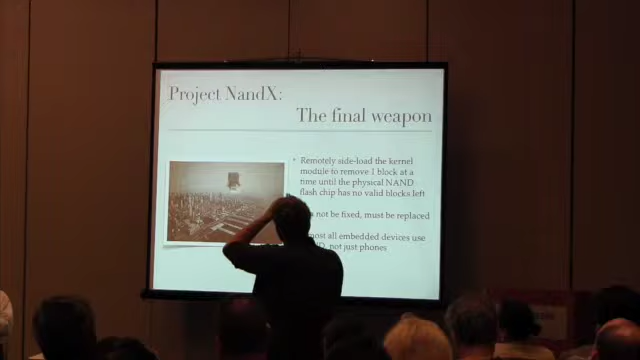 Project NandX:
The final weapon
• Remotely side-load the kernel
module to remove 1 block at a
time until the physical NAND
flash chip has no valid blocks left
not be fixed, must be replaced
most all embedded devices use
not just phones